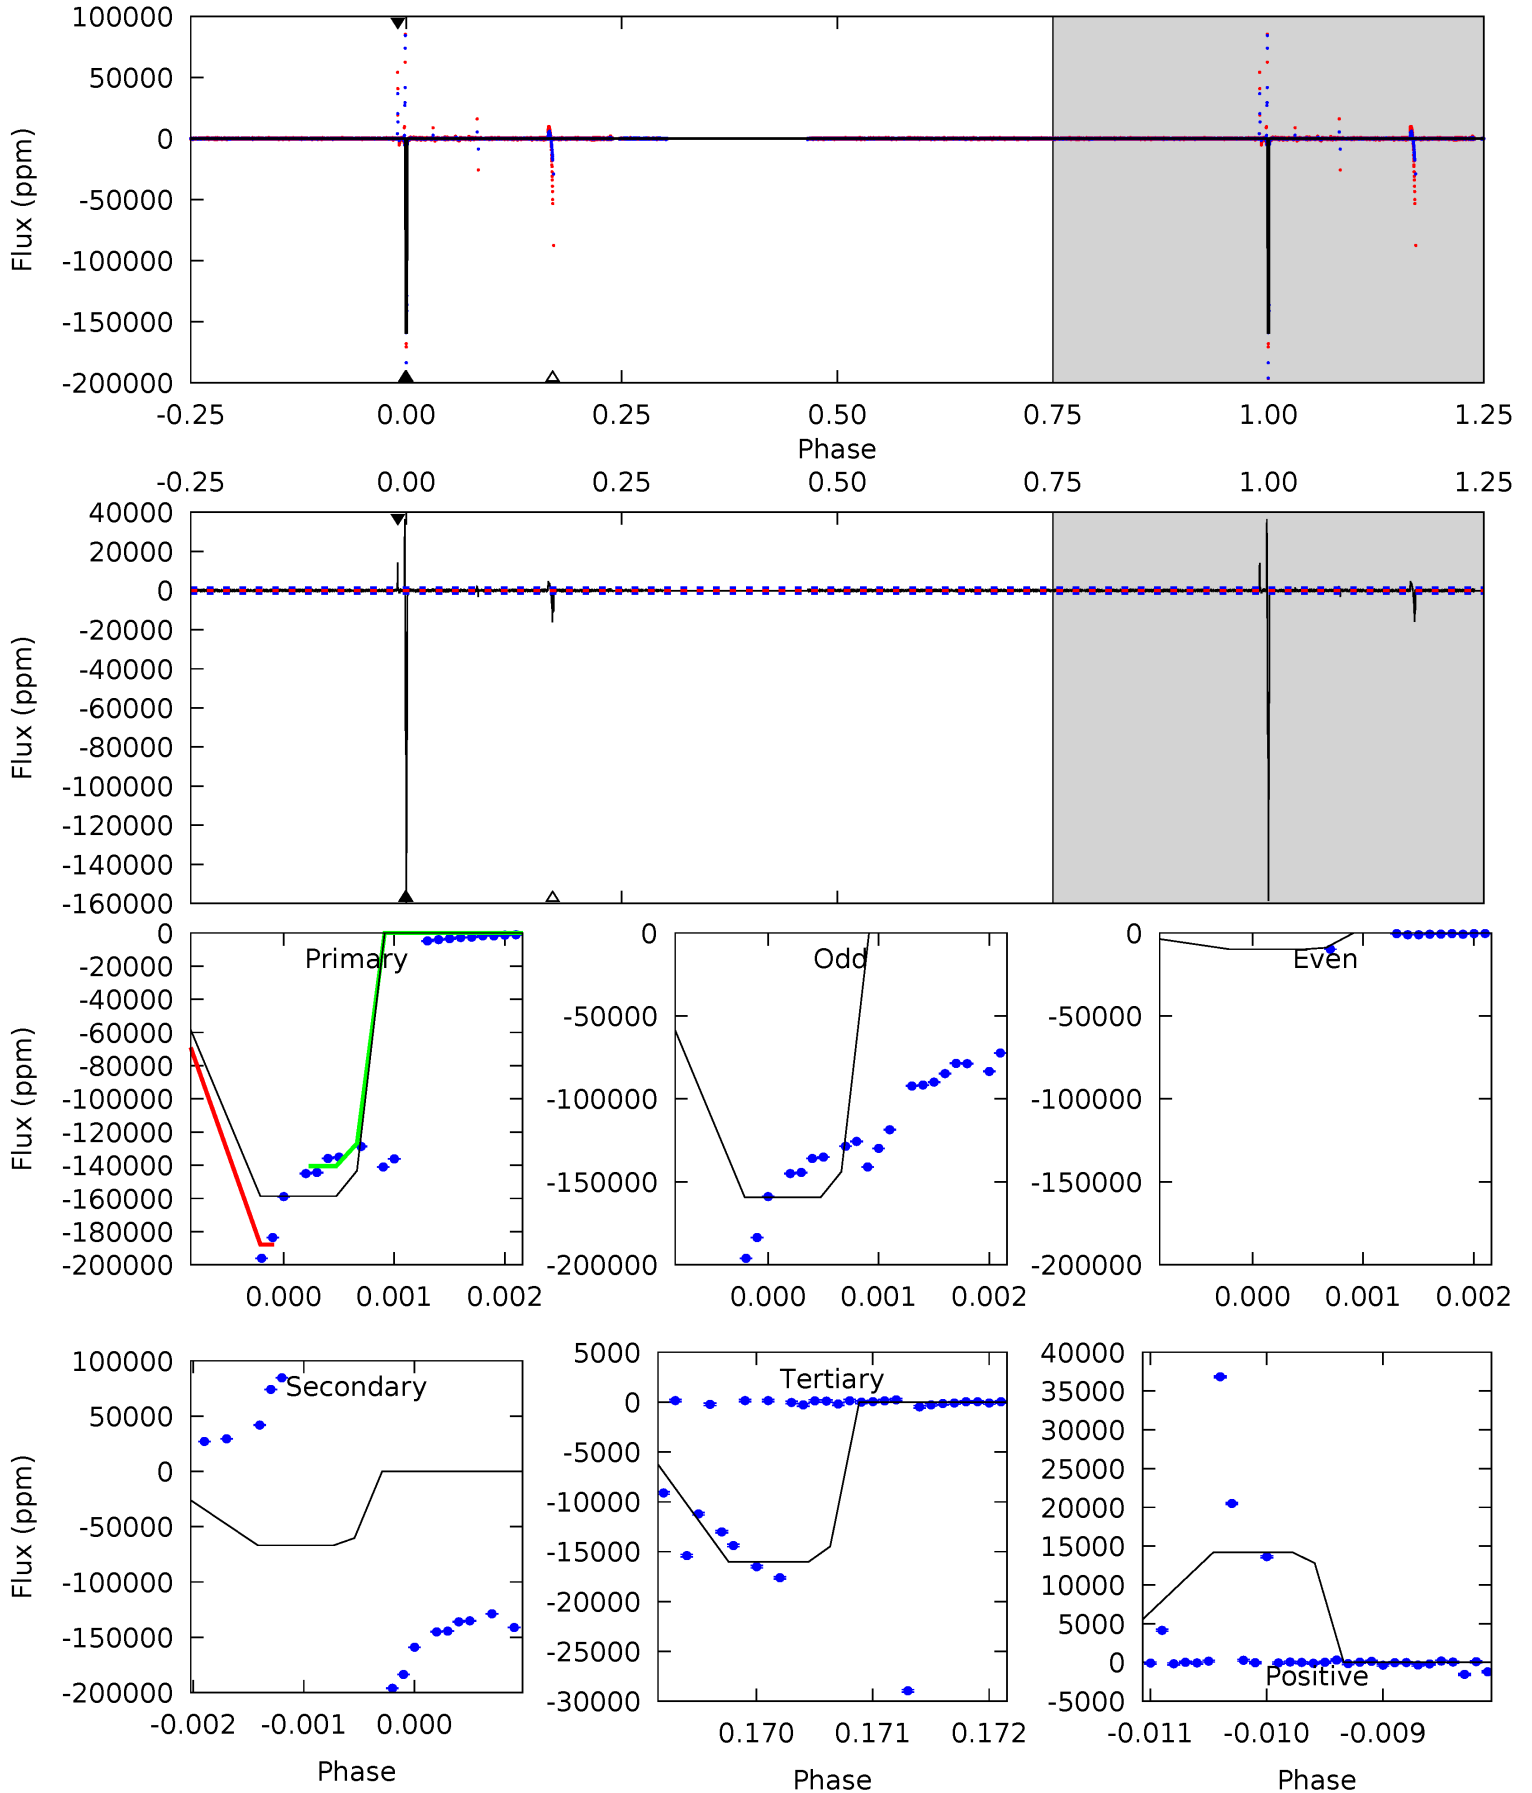 100000
50000
0
-50000
-100000
-150000
-200000
Flux (ppm)
-0.25 0.00 0.25 0.50 0.75 1.00 1.25
Phase
-0.25 0.00 0.25 0.50 0.75 1.00 1.25
40000
20000
0
-20000
-40000
-60000
-80000
-100000
-120000
-140000
-160000
Flux (ppm)
0
-20000
-40000
-60000
-80000
-100000
-120000
-140000
-160000
-180000
-200000
Flux (ppm)
Primary
0.000 0.001 0.002
0
-50000
-100000
-150000
-200000
Odd
0.000 0.001 0.002
0
-50000
-100000
-150000
-200000
Even
0.000 0.001 0.002
100000
50000
0
-50000
-100000
-150000
-200000
Flux (ppm)
Secondary
-0.002 -0.001 0.000
Phase
5000
0
-5000
-10000
-15000
-20000
-25000
-30000
Tertiary
0.170 0.171 0.172
Phase
40000
35000
30000
25000
20000
15000
10000
5000
0
-5000
Positive
-0.011 -0.010 -0.009
Phase